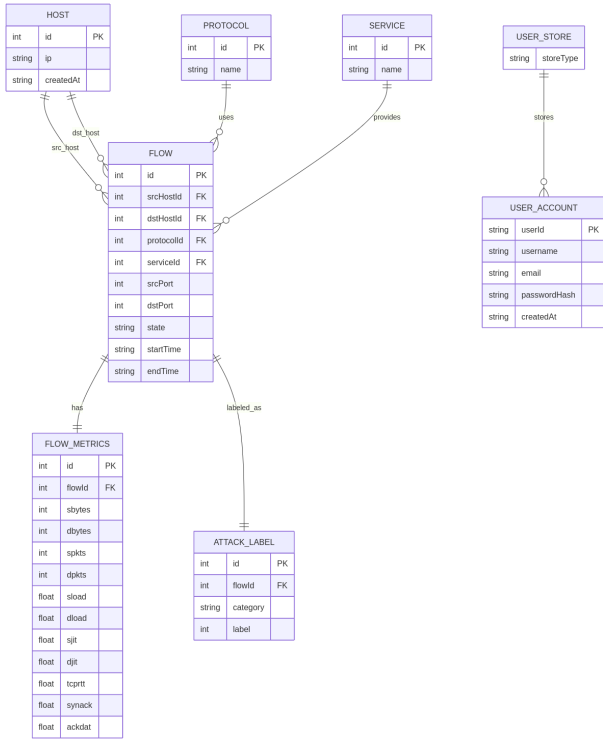 HOST
int id PK
string ip
string createdAt
PROTOCOL
int id PK
string name
SERVICE
int id PK
string name
USER_STORE
string storeType
dst_host
src_host
uses
provides
stores
FLOW
int id PK
int srcHostId FK
int dstHostId FK
int protocolId FK
int serviceId FK
int srcPort
int dstPort
string state
string startTime
string endTime
USER_ACCOUNT
string userId PK
string username
string email
string passwordHash
string createdAt
has
labeled_as
FLOW_METRICS
int id PK
int flowId FK
int sbytes
int dbytes
int spkts
int dpkts
float sload
float dload
float sjit
float djit
float tcprtt
float synack
float ackdat
ATTACK_LABEL
int id PK
int flowId FK
string category
int label